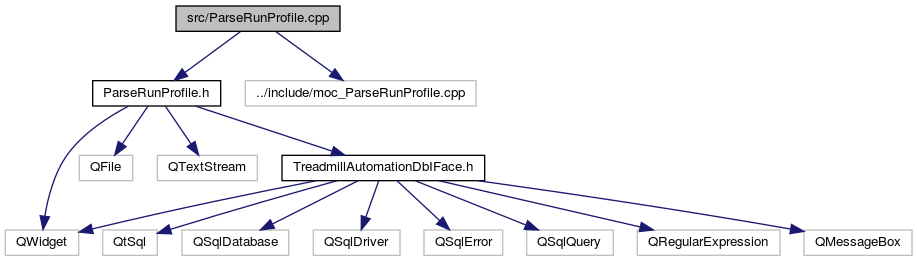 src/ParseRunProfile.cpp
ParseRunProfile.h
../include/moc_ParseRunProfile.cpp
QFile
QTextStream
TreadmillAutomationDbIFace.h
QWidget
QtSql
QSqlDatabase
QSqlDriver
QSqlError
QSqlQuery
QRegularExpression
QMessageBox